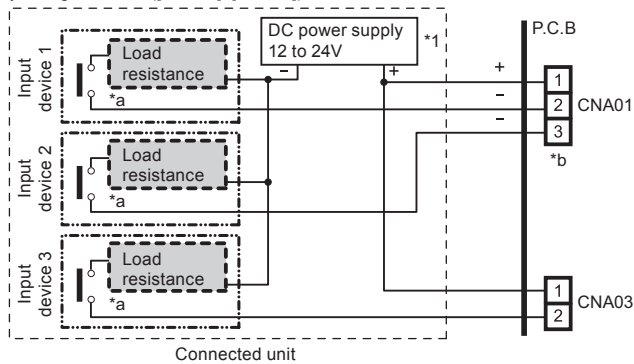 DC power supply
12 to 24V
*1
P.C.B
Input
device 1
Load
resistance
*a
–
+
+
–
–
1
2
3
CNA01
*b
Input
device 2
Load
resistance
*a
Input
device 3
Load
resistance
*a
1
2
CNA03
Connected unit